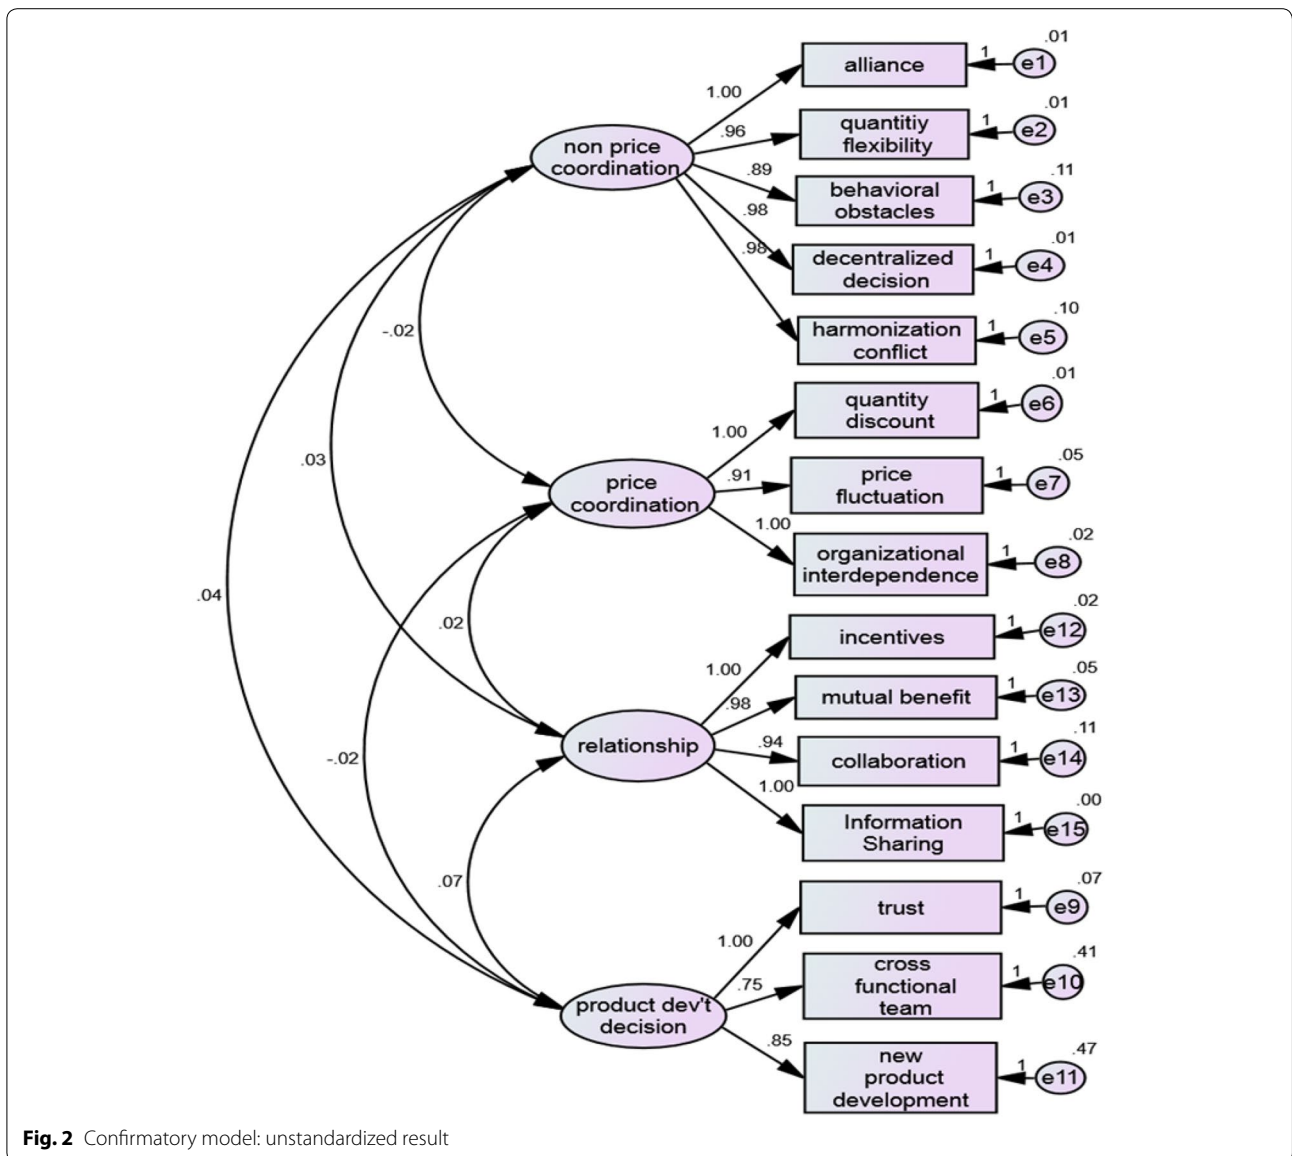 .01
alliance
1
e1
1.00
.01
quantitiy
flexibility
1
e2
.96
non price
coordination
.11
behavioral
obstacles
1
e3
.89
.01
decentralized
decision
1
e4
.98
.10
harmonization
conflict
1
e5
.98
-.02
.01
quantity
discount
1
e6
1.00
.03
.05
price
fluctuation
1
e7
.91
price
coordination
.02
organizational
interdependence
1
e8
1.00
.04
.02
.02
incentives
1
e12
1.00
.05
mutual benefit
1
e13
.98
relationship
.11
collaboration
1
e14
.94
-.02
.00
Information
Sharing
1
e15
1.00
.07
.07
trust
1
e9
1.00
.41
cross
functional
team
1
e10
.75
product dev't
decision
.47
new
product
development
1
e11
.85
Fig. 2 Confirmatory model: unstandardized result